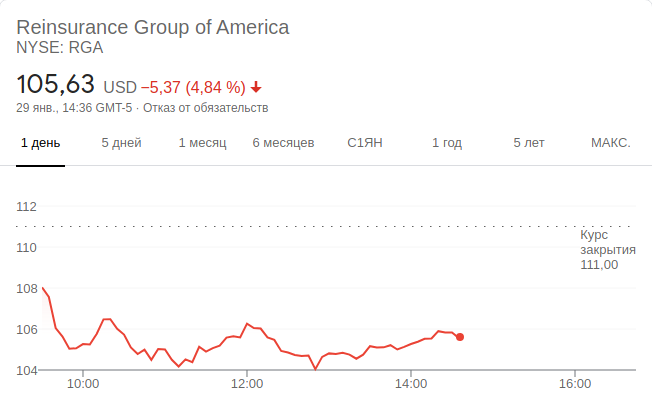 Reinsurance Group of America
NYSE: RGA
105,63 USD −5,37 (4,84 %)
29 янв., 14:36 GMT-5 · Отказ от обязательств
1 день 5 дней 1 месяц 6 месяцев С1ЯН 1 год 5 лет МАКС.
112
Курс
закрытия
111,00
110
108
106
104
10:00 12:00 14:00 16:00